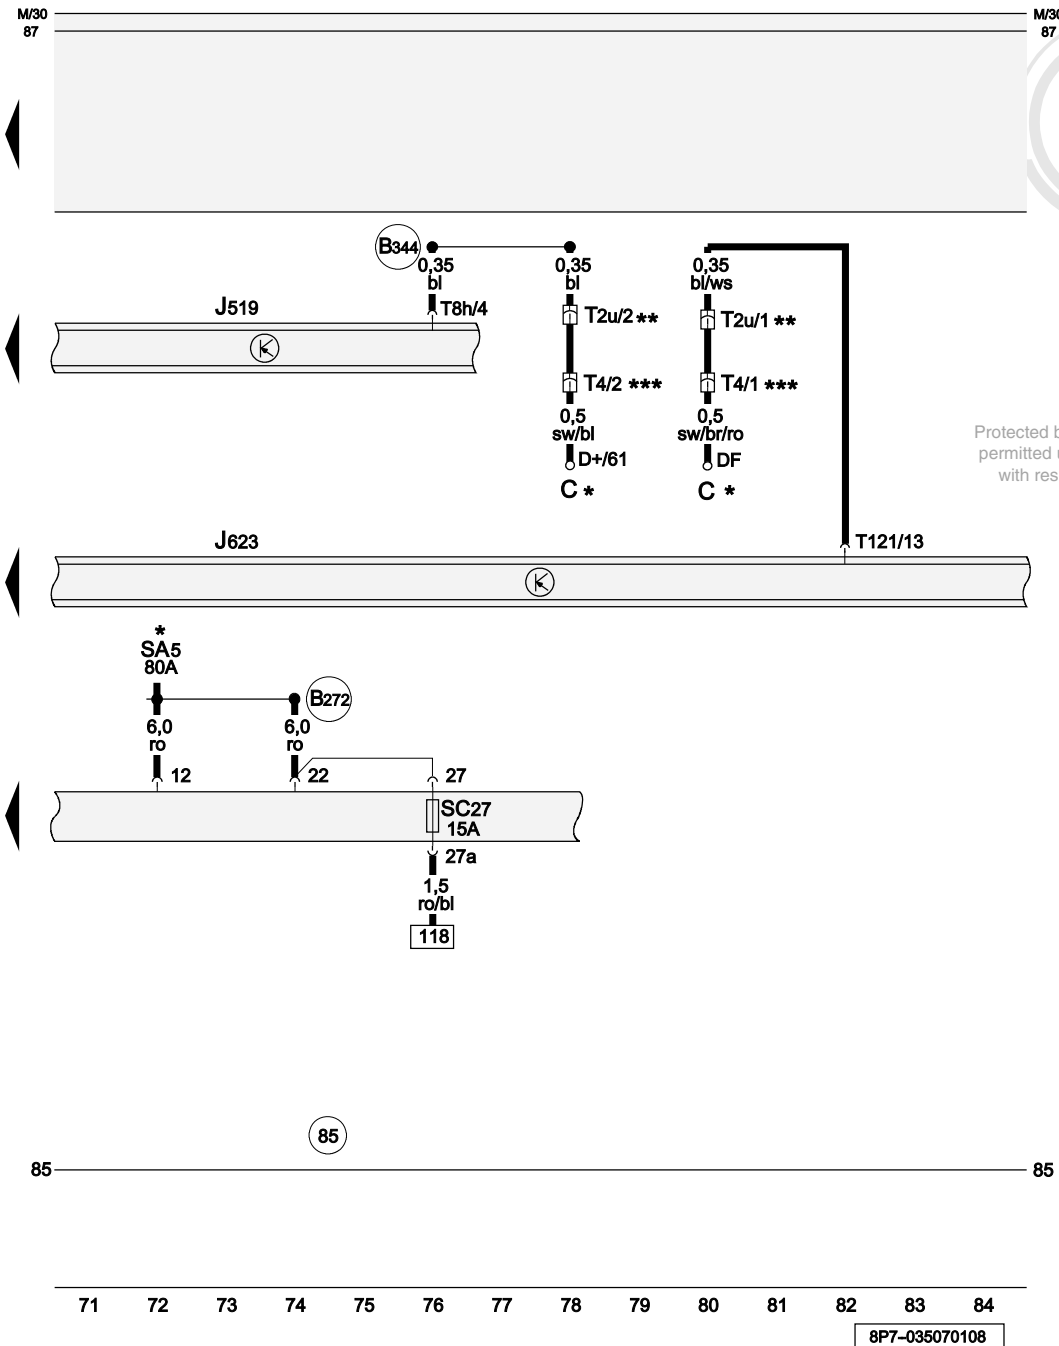 M/30
M/30
87
87
B344
0,35
bl
0,35
bl
0,35
bl/ws
J519
T8h/4
T2u/2 **
T2u/1 **
T4/2 ***
T4/1 ***
0,5
sw/bl
0,5
sw/br/ro
D+/61
DF
C *
C *
Protected b
permitted u
with res
J623
T121/13
*
SA5
80A
B272
6,0
ro
6,0
ro
12
22
27
SC27
15A
27a
1,5
ro/bl
118
85
85
85
71 72 73 74 75 76 77 78 79 80 81 82 83 84
8P7-035070108